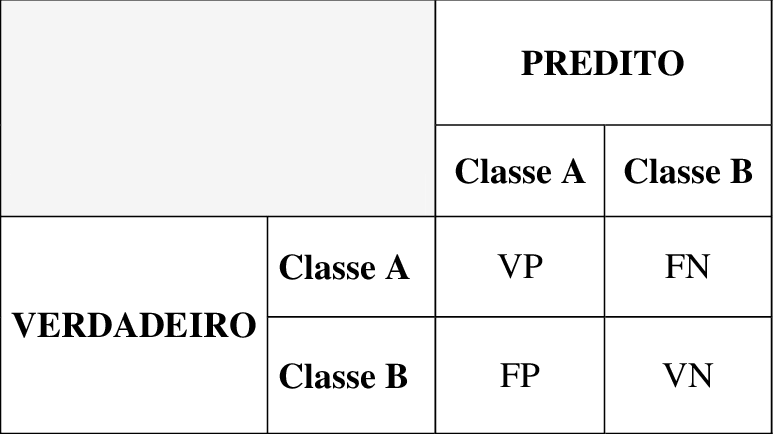 PREDITO
Classe A Classe B
VERDADEIRO
Classe A VP FN
Classe B FP VN